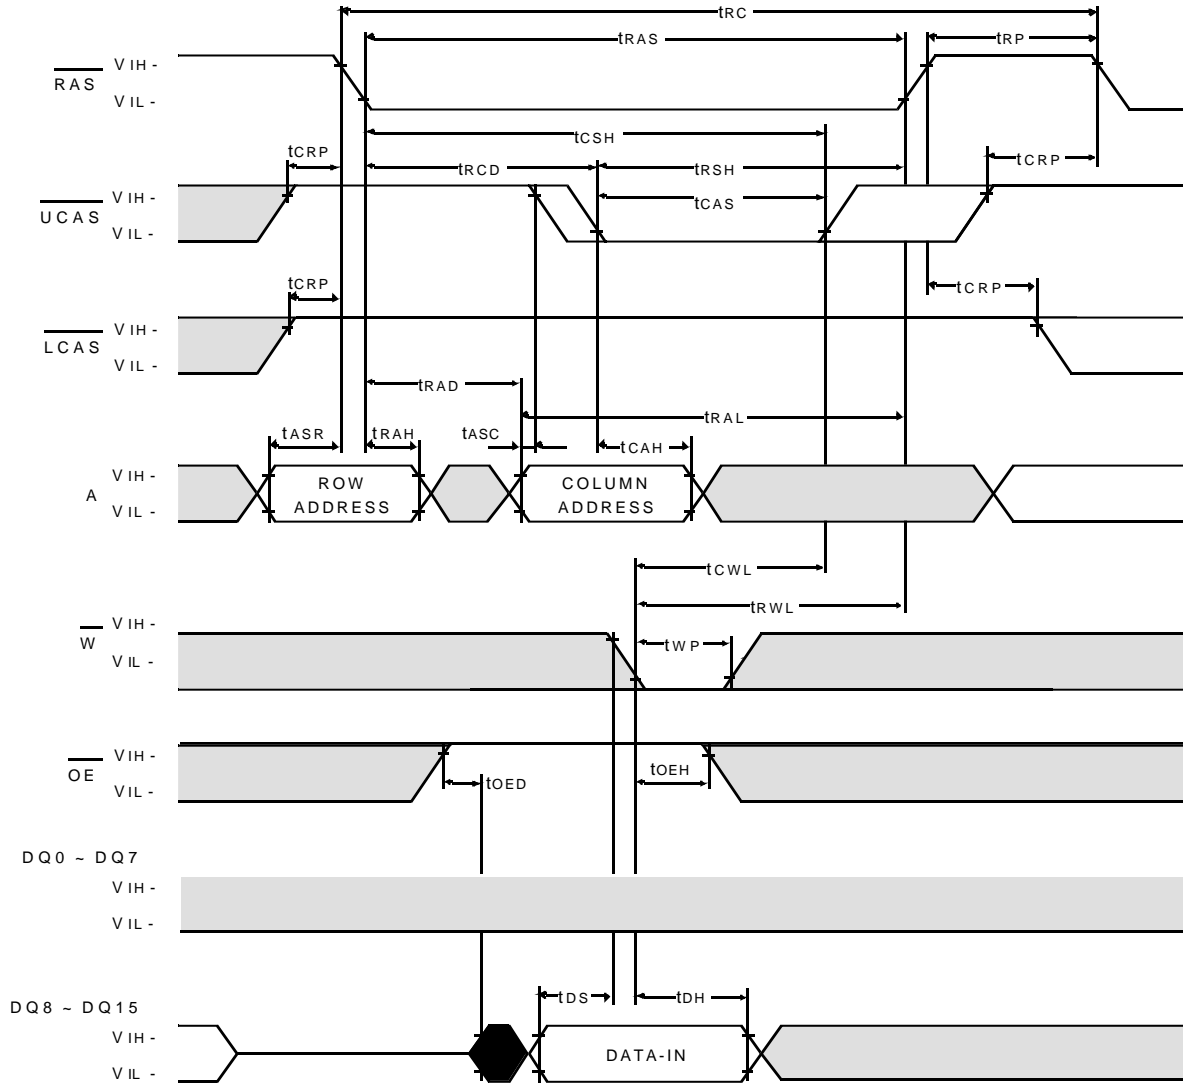 tRC
tRAS
tRP
RAS
VIH -
VIL -
tCSH
tCRP
tRCD
tRSH
tCRP
UCAS
VIH -
VIL -
tCAS
tCRP
tCRP
LCAS
VIH -
VIL -
tRAD
tRAL
tASR
tRAH
tASC
tCAH
A
VIH -
VIL -
ROW
ADDRESS
COLUMN
ADDRESS
tCWL
tRWL
W
VIH -
VIL -
tWP
OE
VIH -
VIL -
tOED
tOEH
DQ0 ~ DQ7
VIH -
VIL -
DQ8 ~ DQ15
VIH -
VIL -
tDS
tDH
DATA-IN